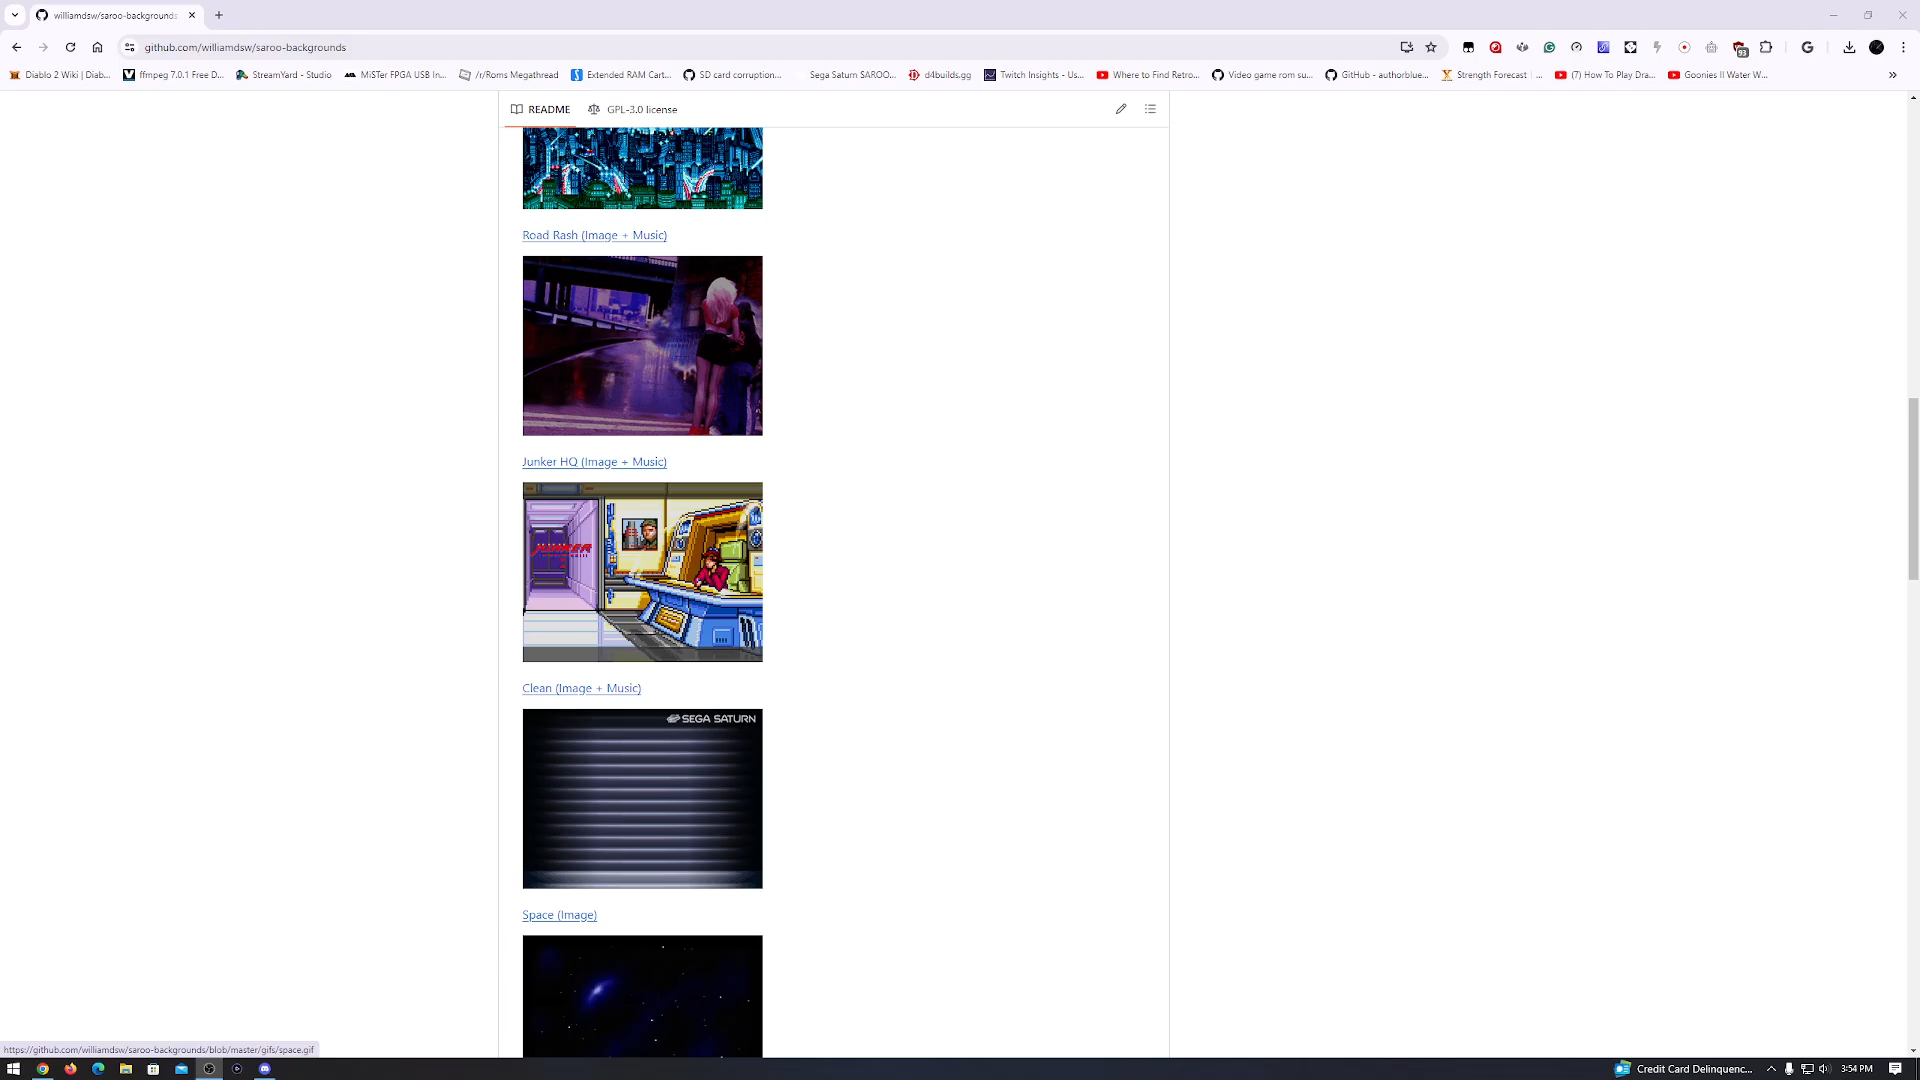 williamdsw/saroo-backgrounds
github.com/williamdsw/saroo-backgrounds
Diablo 2 Wiki | Diab...
ffmpeg 7.0.1 Free D...
StreamYard - Studio
MiSTer FPGA USB In...
/r/Roms Megathread
Extended RAM Cart...
SD card corruption...
Sega Saturn SAROO...
d4builds.gg
Twitch Insights - Us...
Where to Find Retro...
Video game rom su...
GitHub - authorblue...
Strength Forecast | ...
(7) How To Play Dra...
Goonies II Water W...
93
README
GPL-3.0 license
Road Rash (Image + Music)
Junker HQ (Image + Music)
JUNKER
Clean (Image + Music)
SEGA SATURN
Space (Image)
https://github.com/williamdsw/saroo-backgrounds/blob/master/gifs/space.gif
Credit Card Delinquenc...
3:54 PM